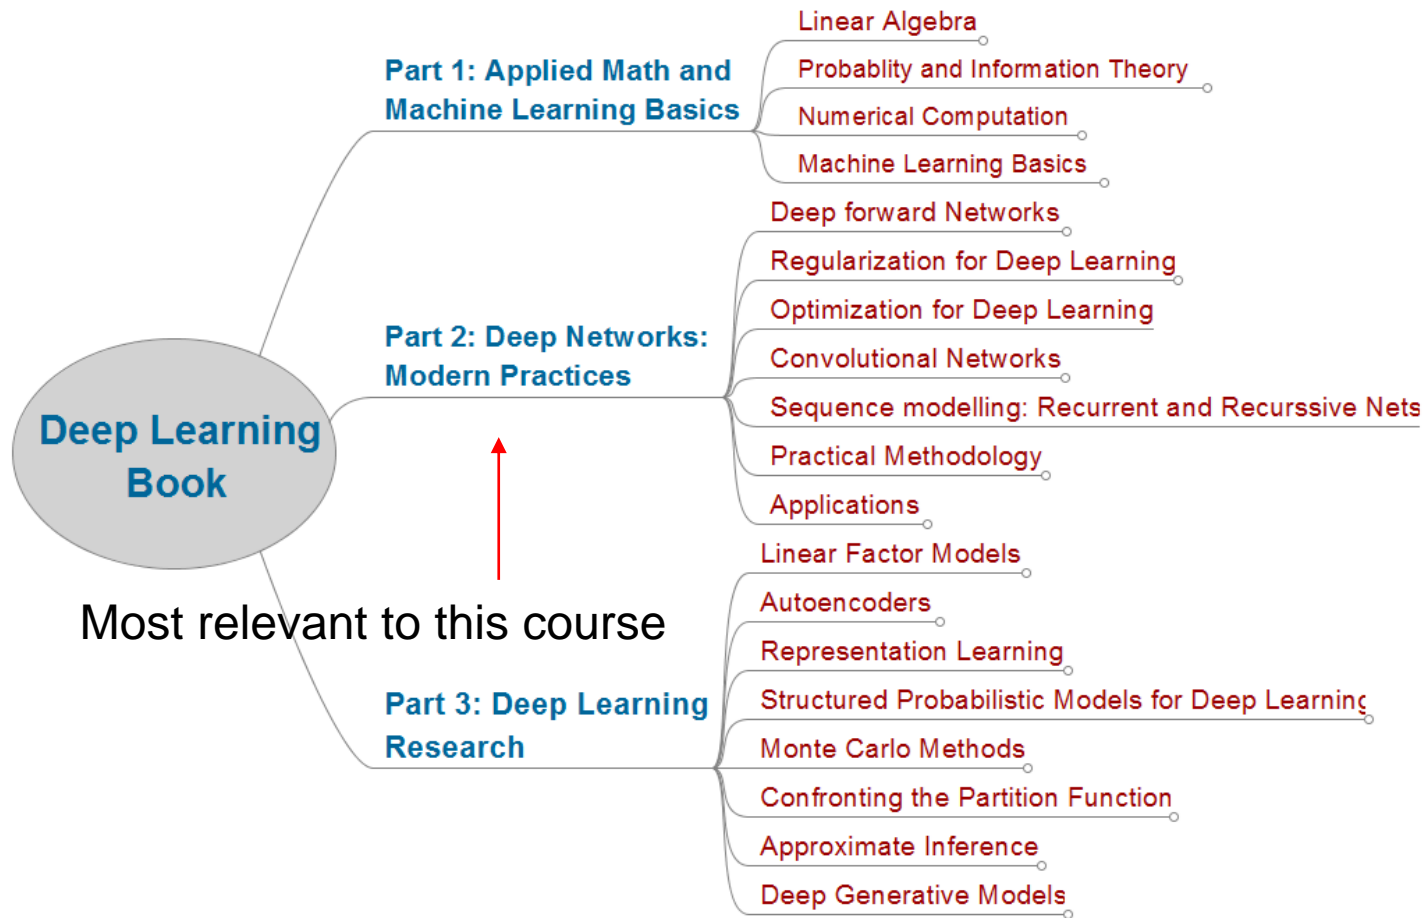 Linear Algebra
Part 1: Applied Math and
Machine Learning Basics
Probablity and Information Theory
Numerical Computation
Machine Learning Basics
Deep Learning
Book
Part 2: Deep Networks:
Modern Practices
Deep forward Networks
Regularization for Deep Learning
Optimization for Deep Learning
Convolutional Networks
Sequence modelling: Recurrent and Recurssive Nets
Practical Methodology
Applications
Most relevant to this course
Part 3: Deep Learning
Research
Linear Factor Models
Autoencoders
Representation Learning
Structured Probabilistic Models for Deep Learning
Monte Carlo Methods
Confronting the Partition Function
Approximate Inference
Deep Generative Models